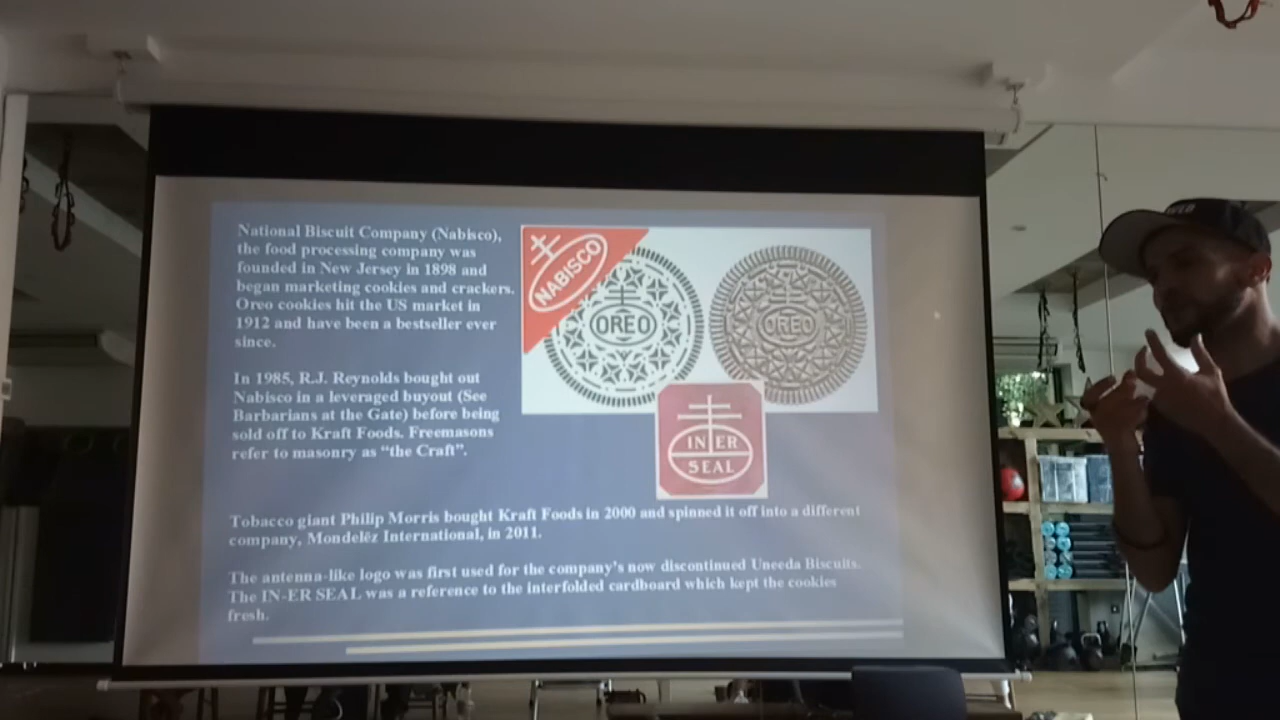 National Biscuit Company (Nabisco),
the food processing company was
founded in New Jersey in 1898 and
began marketing cookies and crackers.
Oreo cookies hit the US market in
1912 and have been a bestseller ever
since.
In 1985, R.J. Reynolds bought out
Nabisco in a leveraged buyout (See
Barbarians at the Gate) before being
sold off to Kraft Foods. Freemasons
refer to masonry as “the Craft”.
NABISCO
OREO
OREO
IN ER
SEAL
Tobacco giant Philip Morris bought Kraft Foods in 2000 and spinned it off into a different
company, Mondelēz International, in 2011.
The antenna-like logo was first used for the company's now discontinued Uneeda Biscuits.
The IN-ER SEAL was a reference to the interfolded cardboard which kept the cookies
fresh.